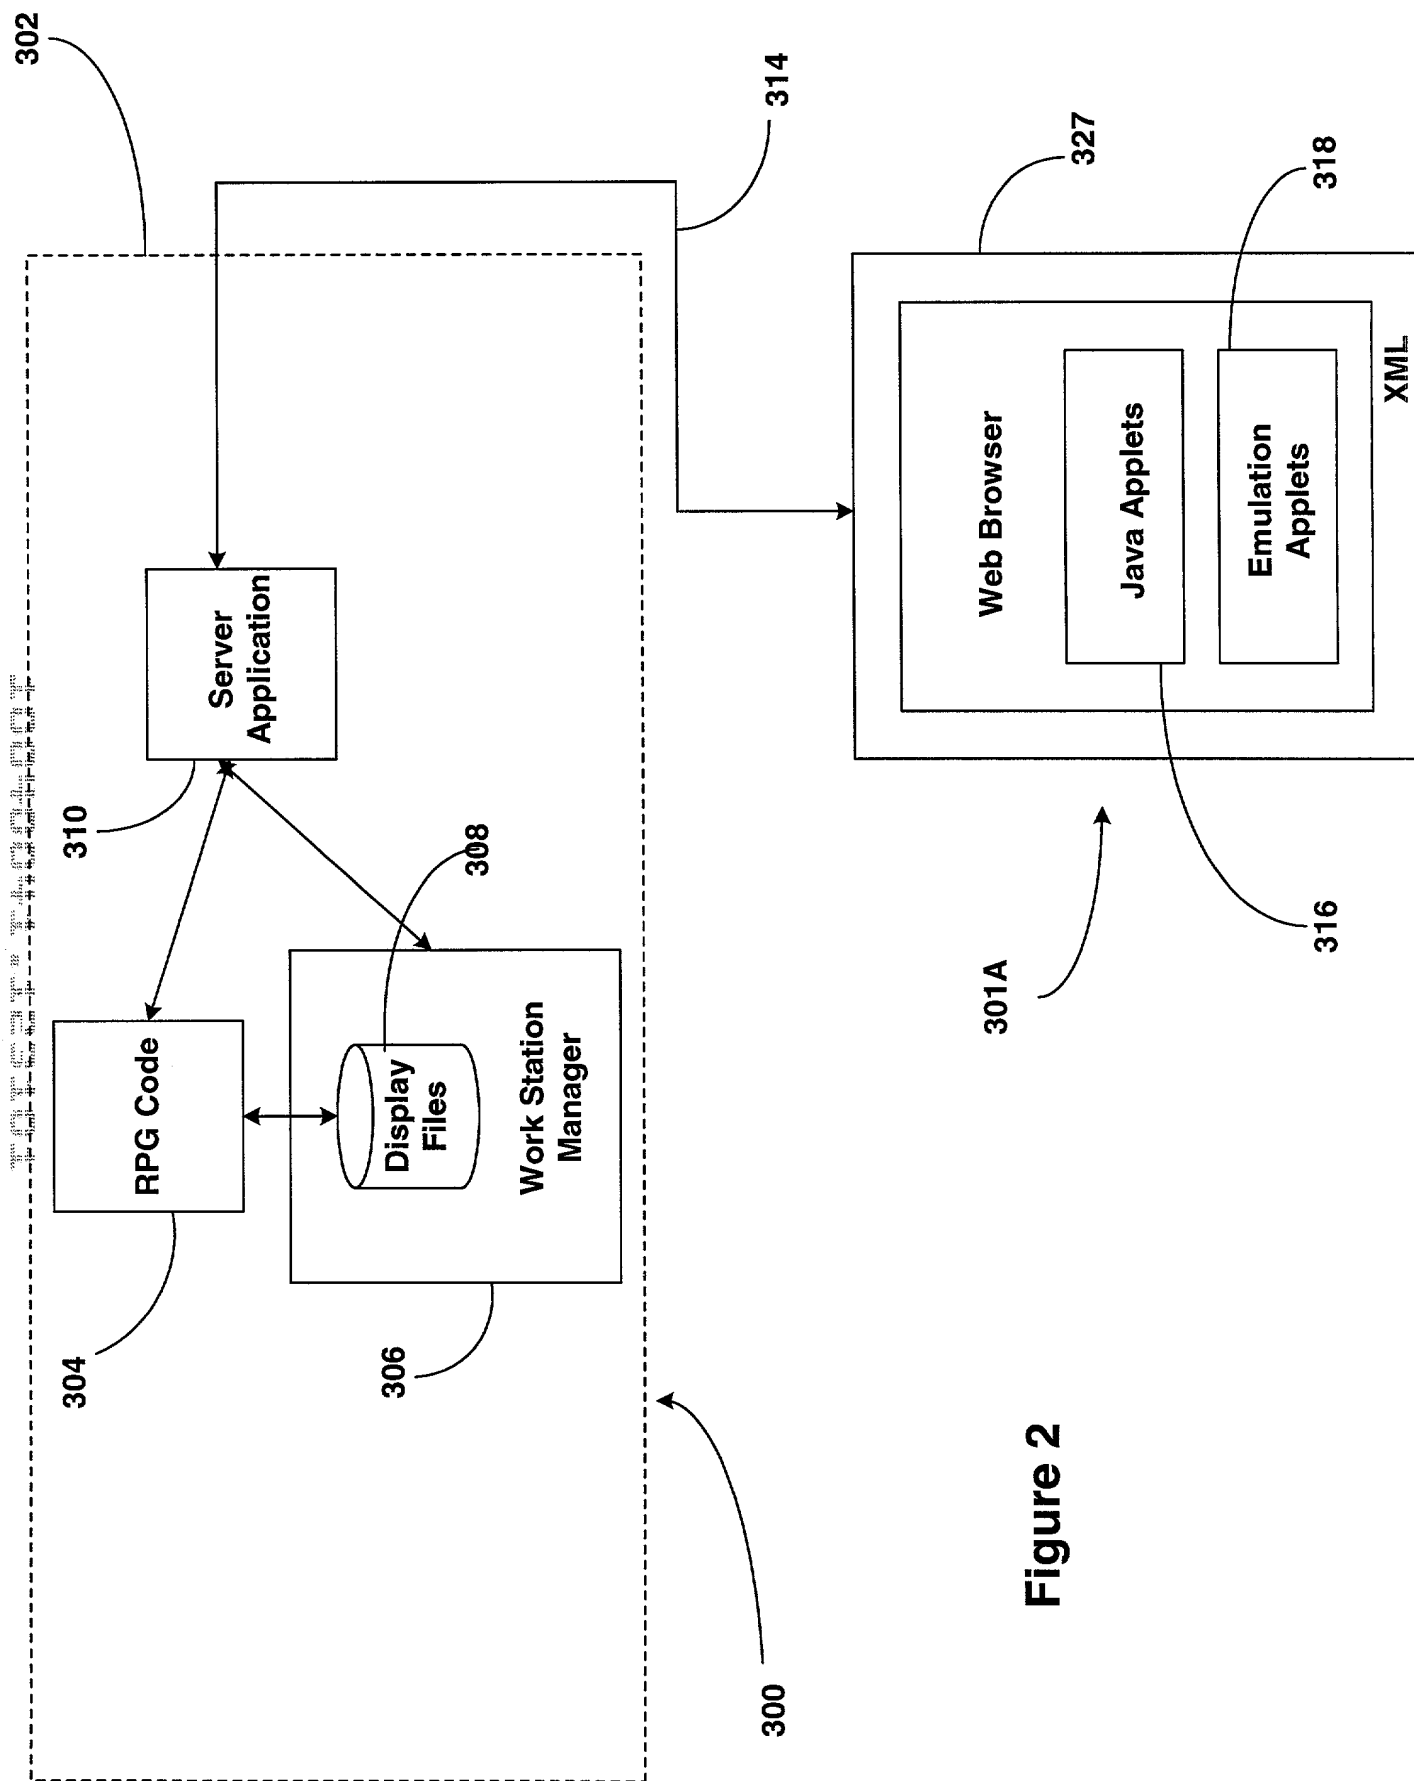 302
314
327
318
310
Server
Application
308
RPG Code
Display
Files
Work Station
Manager
304
306
300
Web Browser
Java Applets
Emulation
Applets
XML
316
301A
Figure 2